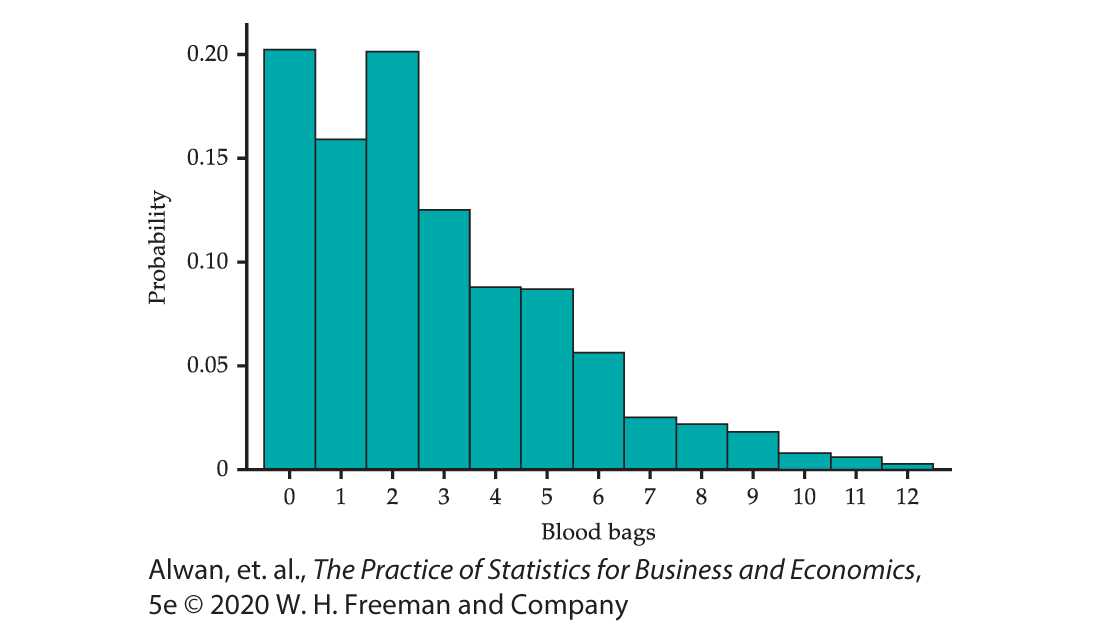 0.20
0.15
0.10
0.05
0
Probability
0 1 2 3 4 5 6 7 8 9 10 11 12
Blood bags
Alwan, et. al., The Practice of Statistics for Business and Economics,
5e © 2020 W. H. Freeman and Company